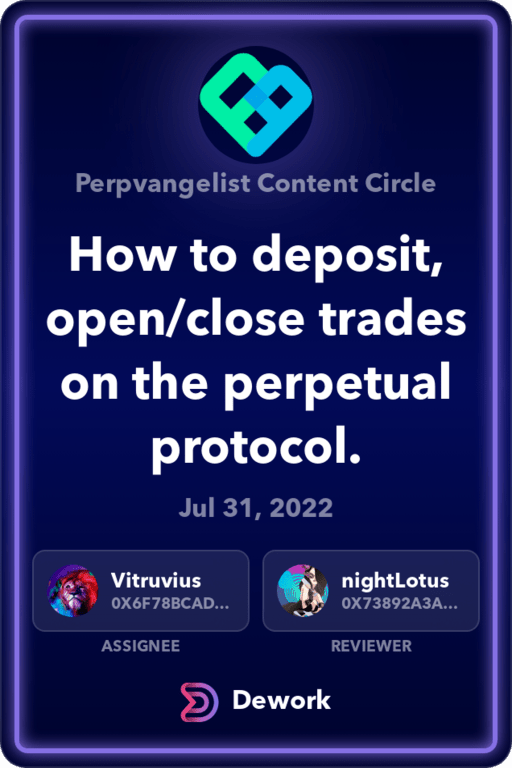 Perpvangelist Content Circle
How to deposit,
open/close trades
on the perpetual
protocol.
Jul 31, 2022
Vitruvius
0X6F78BCAD...
ASSIGNEE
nightLotus
0X73892A3A...
REVIEWER
Dework